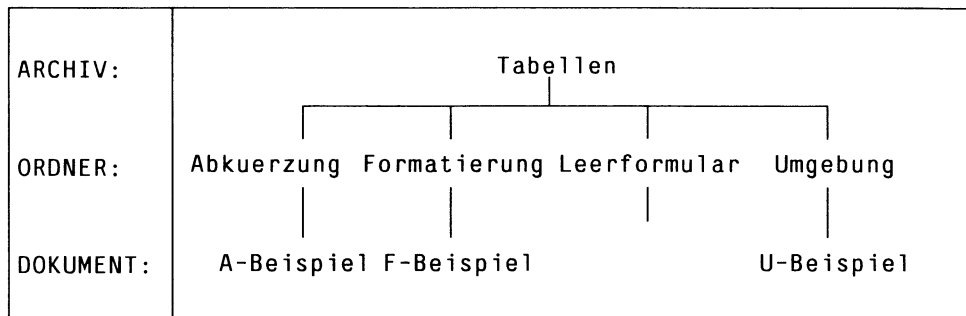 ARCHIV: Tabellen
ORDNER: Abkuerzung Formatierung Leerformular Umgebung
DOKUMENT: A-Beispiel F-Beispiel U-Beispiel